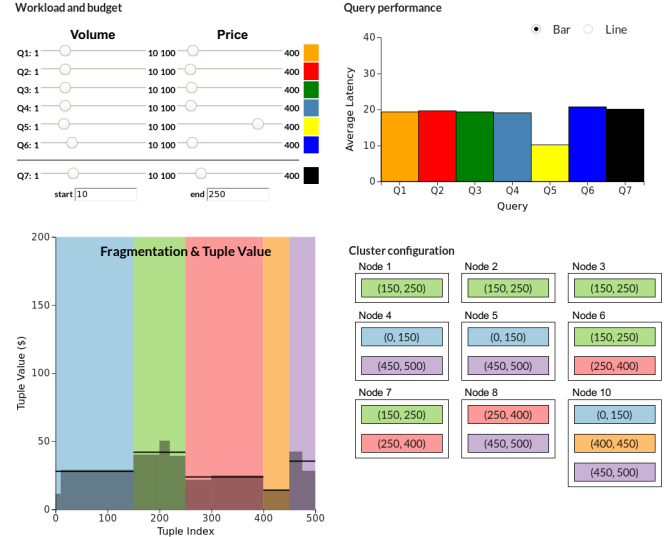 Workload and budget
Volume Price
Q1: 1 10 100 400
Q2: 1 10 100 400
Q3: 1 10 100 400
Q4: 1 10 100 400
Q5: 1 10 100 400
Q6: 1 10 100 400
Q7: 1 10 100 400
start 10 end 250
Query performance
Bar Line
40
30
20
10
0
Average Latency
Q1 Q2 Q3 Q4 Q5 Q6 Q7
Query
Fragmentation & Tuple Value
200
150
100
50
0
Tuple Value ($)
0 100 200 300 400 500
Tuple Index
Cluster configuration
Node 1 Node 2 Node 3
(150, 250) (150, 250) (150, 250)
Node 4 Node 5 Node 6
(0, 150) (0, 150) (150, 250)
(450, 500) (450, 500) (250, 400)
Node 7 Node 8 Node 10
(150, 250) (250, 400) (0, 150)
(250, 400) (450, 500) (400, 450)
(450, 500)